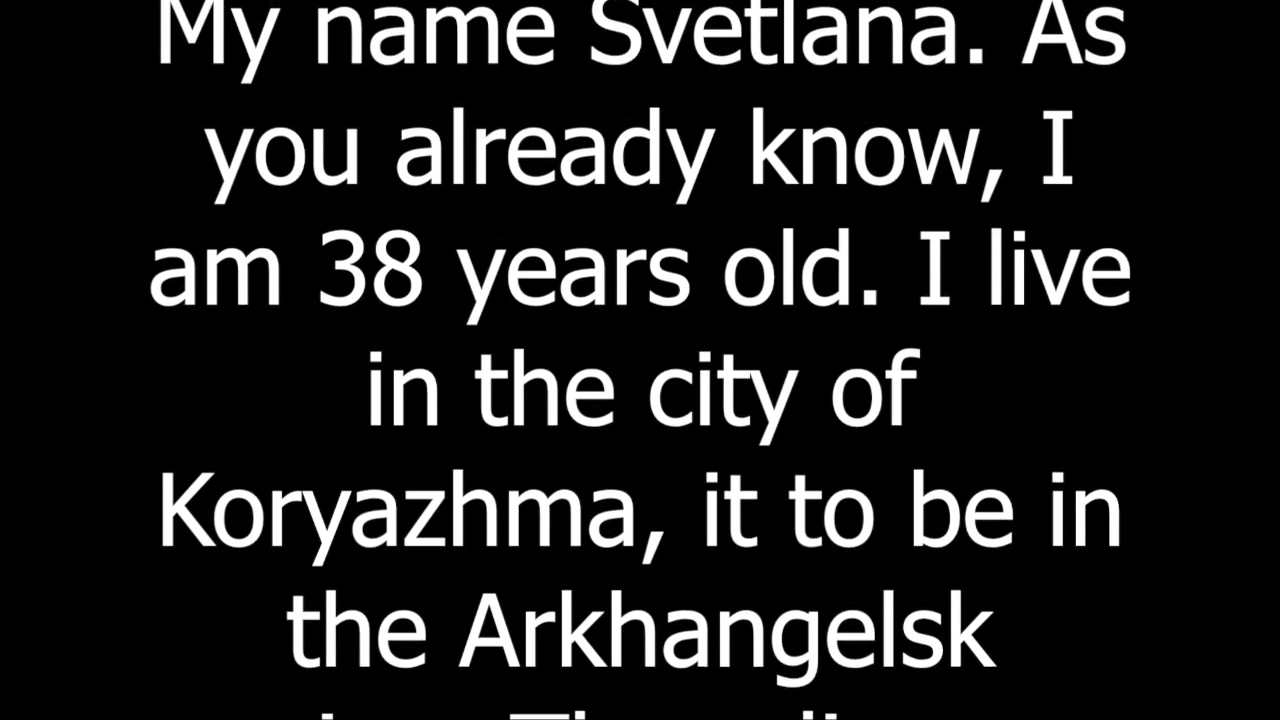 My name Svetlana. As
you already know, I
am 38 years old. I live
in the city of
Koryazhma, it to be in
the Arkhangelsk